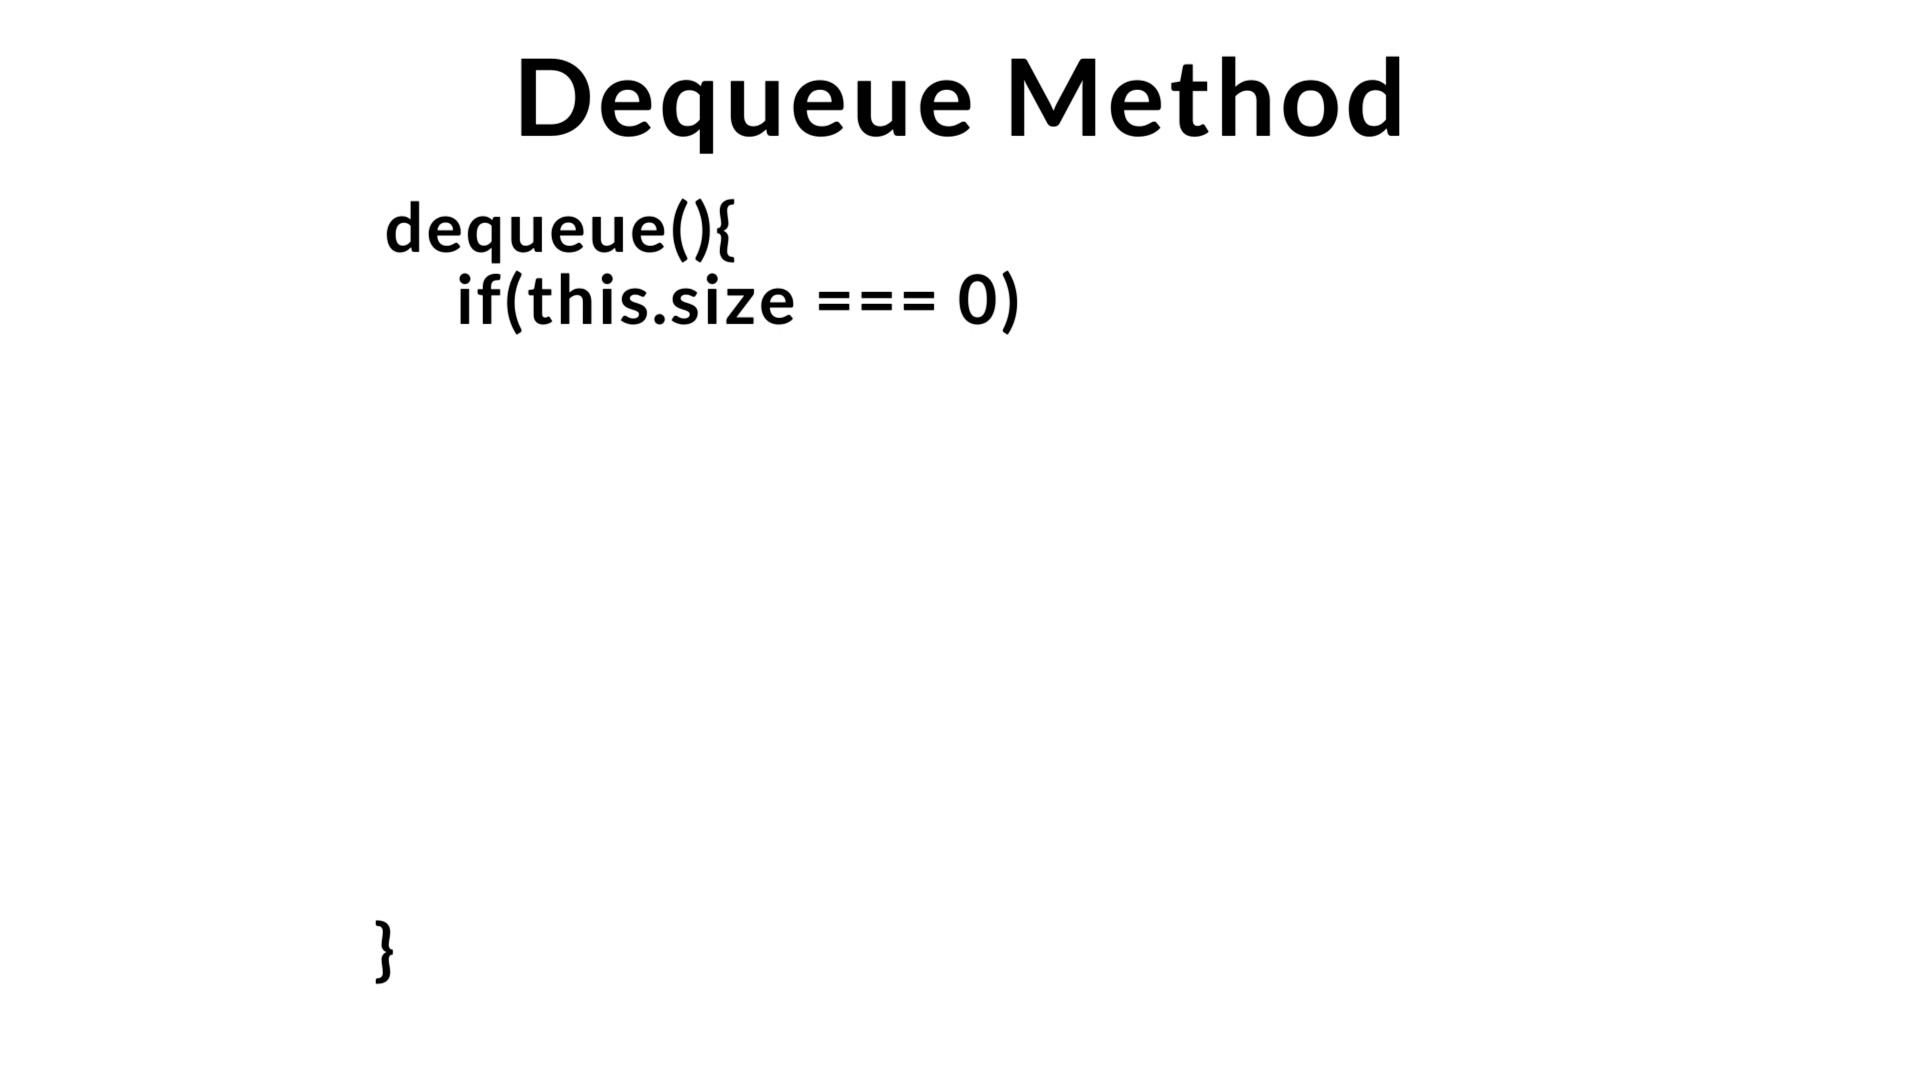 Dequeue Method
dequeue(){
if(this.size === 0)
}